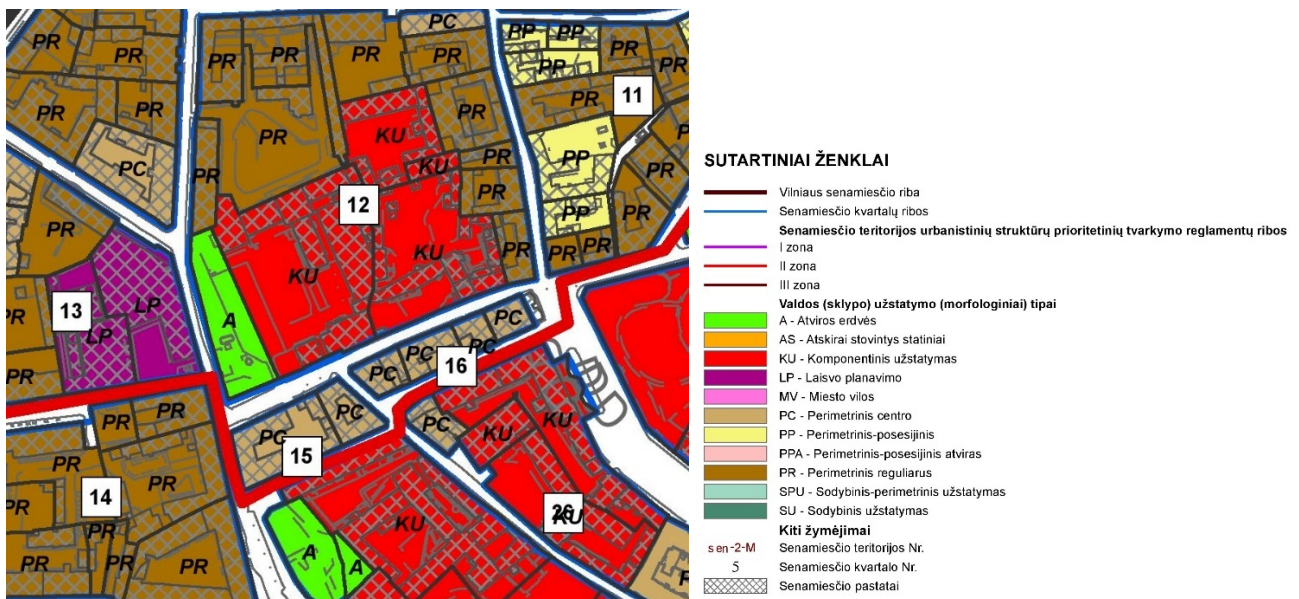 PC
PR
PR
PR
PR
PR
PR
PP
PP
PR
PR
PP
PR
PR
PR
PR
PR
11
PR
PC
PR
PR
KU
PP
PR
PR
KU
PR
12
PR
PP
PR
PR
KU
KU
PR
PR
PR
13
LP
PR
LP
A
PC
PC
PC
PC
16
PR
PR
PR
PC
PC
PC
KU
KU
15
PR
PR
14
PR
PR
PR
PR
KU
26
KU
A
A
SUTARTINIAI ŽENKLAI
Vilniaus senamiesčio riba
Senamiesčio kvartalų ribos
Senamiesčio teritorijos urbanistinių struktūrų prioritetinių tvarkymo reglamentų ribos
I zona
II zona
III zona
Valdos (sklypo) užstatymo (morfologiniai) tipai
A - Atviros erdvės
AS - Atskirai stovintys statiniai
KU - Komponentinis užstatymas
LP - Laisvo planavimo
MV - Miesto vilos
PC - Perimetrinis centro
PP - Perimetrinis-posesijinis
PPA - Perimetrinis-posesijinis atviras
PR - Perimetrinis reguliarus
SPU - Sodybinis-perimetrinis užstatymas
SU - Sodybinis užstatymas
Kiti žymėjimai
sen-2-M Senamiesčio teritorijos Nr.
5 Senamiesčio kvartalo Nr.
Senamiesčio pastatai